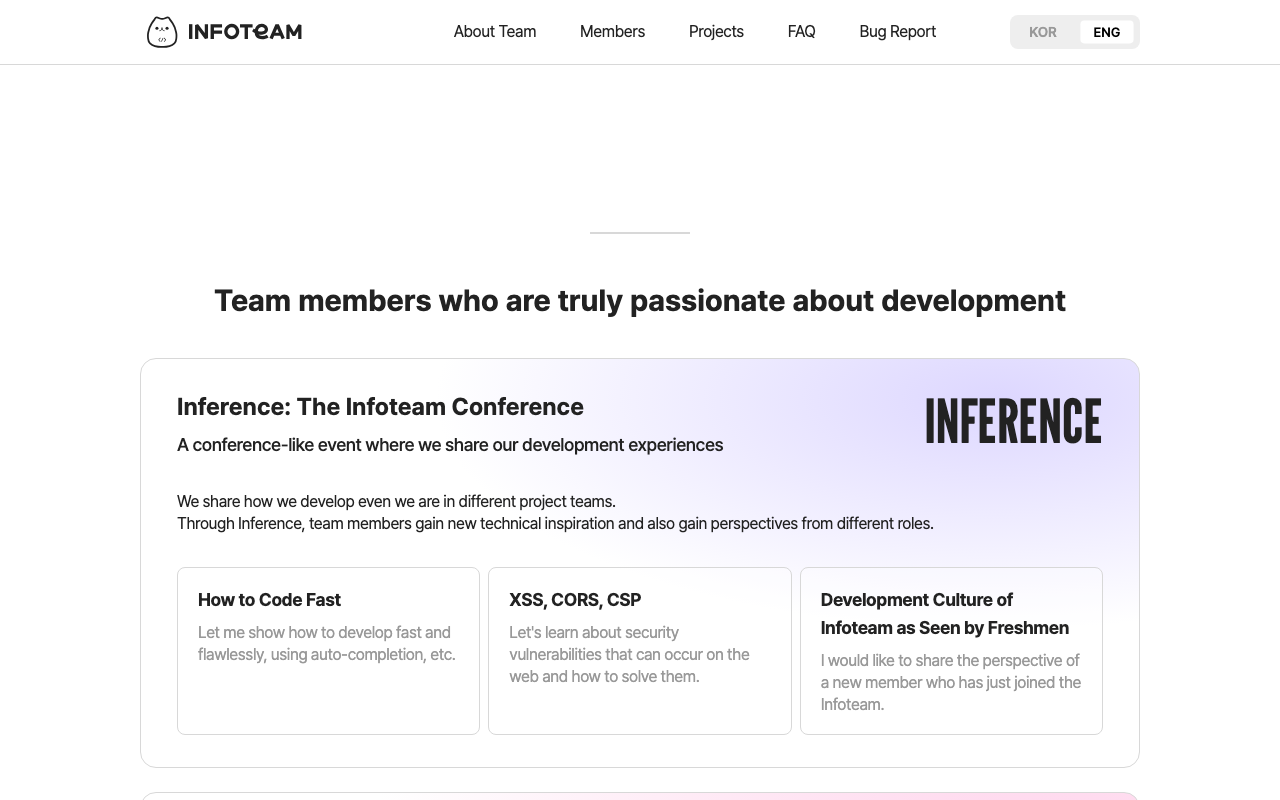 INFOTEAM
About Team
Members
Projects
FAQ
Bug Report
KOR
ENG
Team members who are truly passionate about development
Inference: The Infoteam Conference
A conference-like event where we share our development experiences
INFERENCE
We share how we develop even we are in different project teams.
Through Inference, team members gain new technical inspiration and also gain perspectives from different roles.
How to Code Fast
Let me show how to develop fast and
flawlessly, using auto-completion, etc.
XSS, CORS, CSP
Let's learn about security
vulnerabilities that can occur on the
web and how to solve them.
Development Culture of
Infoteam as Seen by Freshmen
I would like to share the perspective of
a new member who has just joined the
Infoteam.